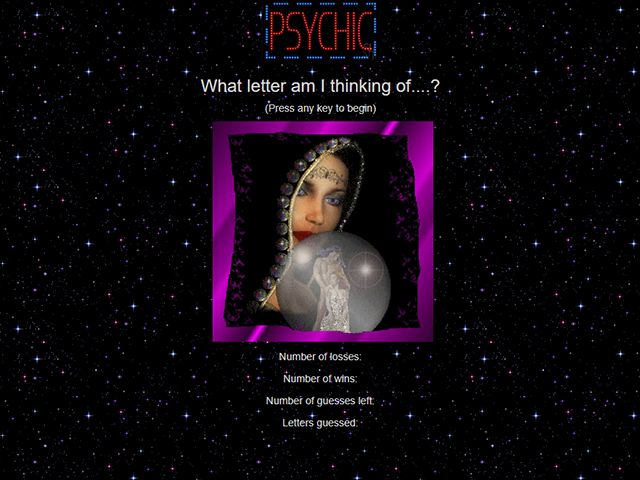 PSYCHIC
What letter am I thinking of....?
(Press any key to begin)
Number of losses:
Number of wins:
Number of guesses left:
Letters guessed: